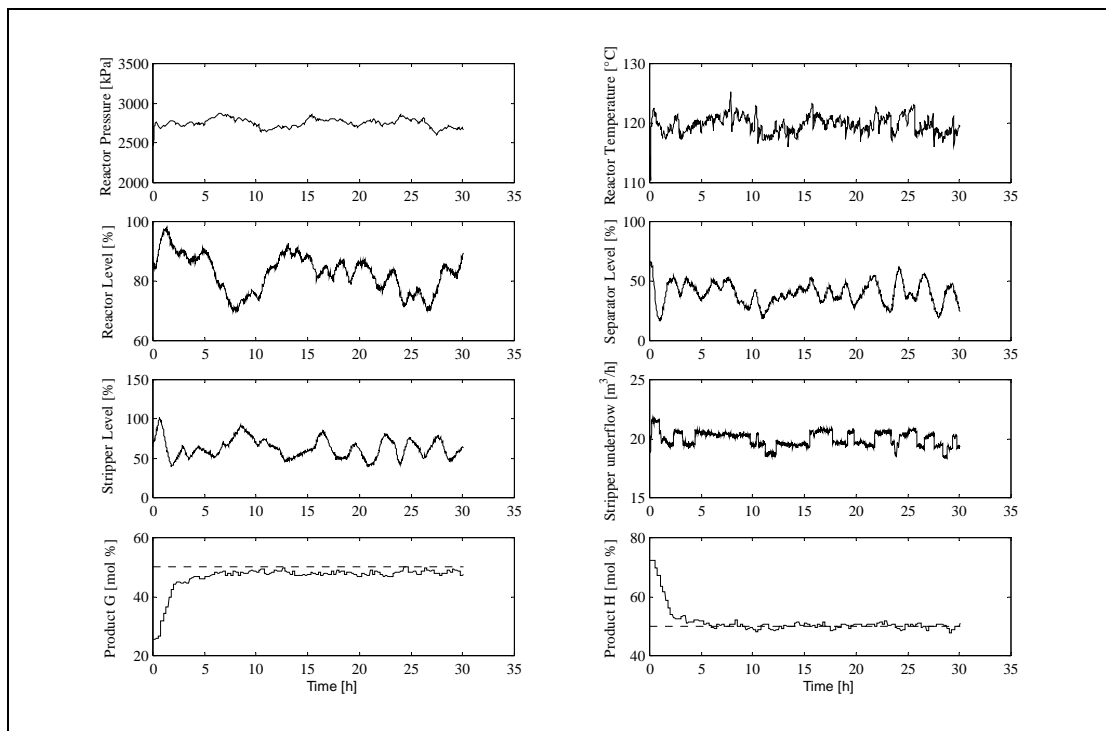 Reactor Pressure [kPa]
3500
3000
2500
2000
0 5 10 15 20 25 30 35
Reactor Temperature [°C]
130
120
110
0 5 10 15 20 25 30 35
Reactor Level [%]
100
80
60
0 5 10 15 20 25 30 35
Separator Level [%]
100
50
0
0 5 10 15 20 25 30 35
Stripper Level [%]
150
100
50
0
0 5 10 15 20 25 30 35
Stripper underflow [m³/h]
25
20
15
0 5 10 15 20 25 30 35
Product G [mol %]
60
40
20
0 5 10 15 20 25 30 35
Time [h]
Product H [mol %]
80
60
40
0 5 10 15 20 25 30 35
Time [h]